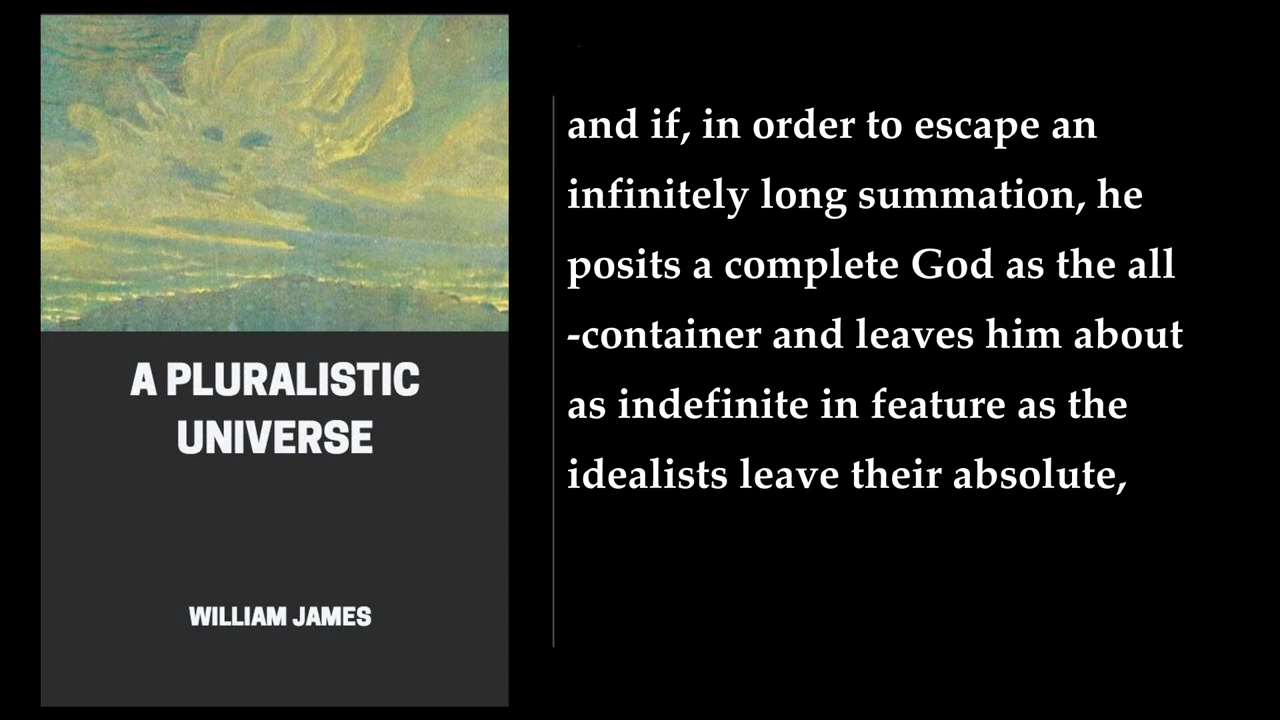 A PLURALISTIC
UNIVERSE
WILLIAM JAMES
and if, in order to escape an
infinitely long summation, he
posits a complete God as the all
-container and leaves him about
as indefinite in feature as the
idealists leave their absolute,